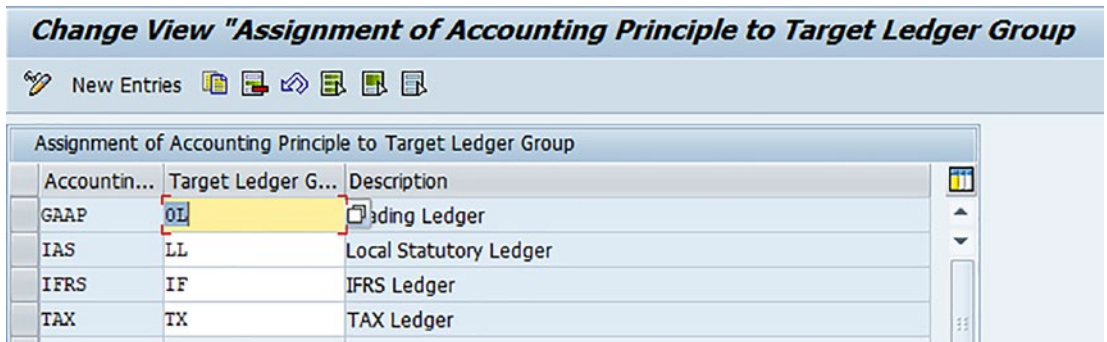 Change View "Assignment of Accounting Principle to Target Ledger Group
New Entries
Assignment of Accounting Principle to Target Ledger Group
Accountin... Target Ledger G... Description
GAAP 0L ading Ledger
IAS LL Local Statutory Ledger
IFRS IF IFRS Ledger
TAX TX TAX Ledger